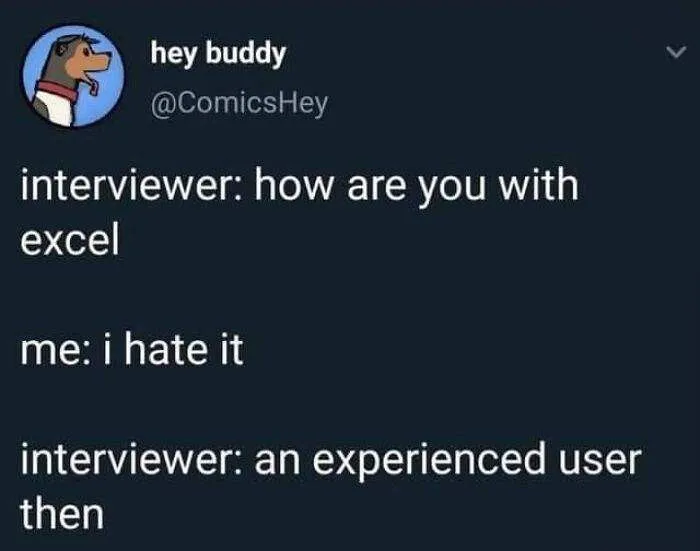 hey buddy
@ComicsHey
interviewer: how are you with
excel
me: i hate it
interviewer: an experienced user
then